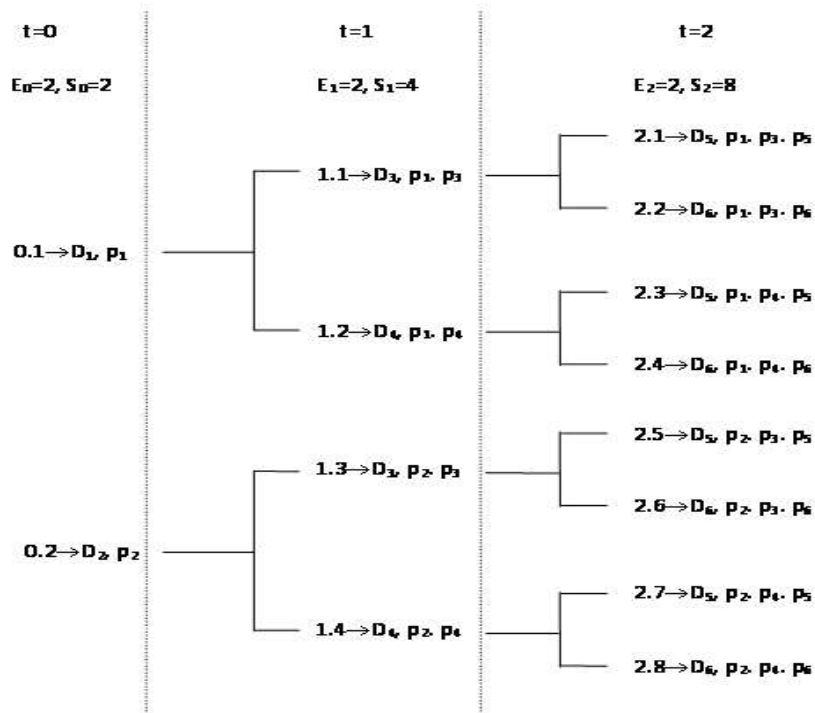 t=0
t=1
t=2
E₀=2, S₀=2
E₁=2, S₁=4
E₂=2, S₂=8
2.1→D₅, p₁. p₃. p₅
1.1→D₃, p₁. p₃
2.2→D₆, p₁. p₃. p₆
0.1→D₁, p₁
2.3→D₅, p₁. p₄. p₅
1.2→D₄, p₁. p₄
2.4→D₆, p₁. p₄. p₆
2.5→D₅, p₂. p₃. p₅
1.3→D₃, p₂. p₃
2.6→D₆, p₂. p₃. p₆
0.2→D₂, p₂
2.7→D₅, p₂. p₄. p₅
1.4→D₄, p₂. p₄
2.8→D₆, p₂. p₄. p₆